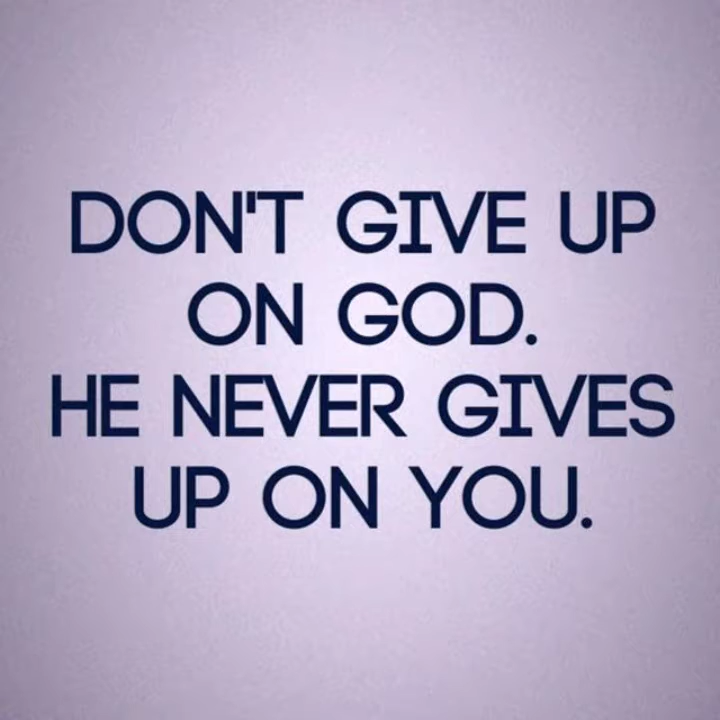 DON'T GIVE UP
ON GOD.
HE NEVER GIVES
UP ON YOU.